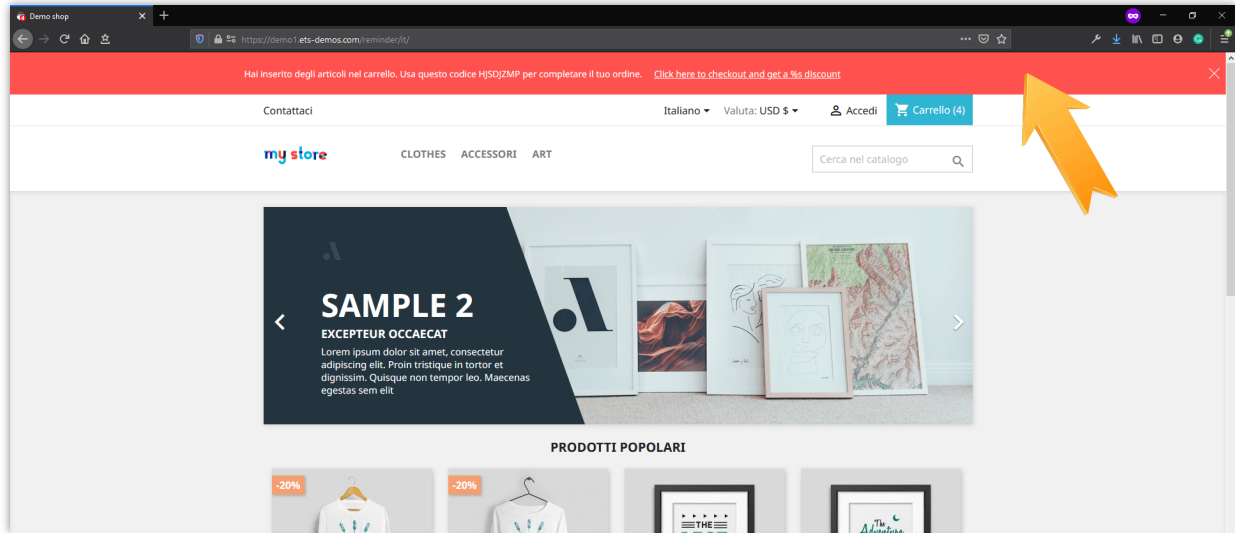 Demo shop
https://demo1.ets-demos.com/reminder/it/
Hai inserito degli articoli nel carrello. Usa questo codice HJSDJZMP per completare il tuo ordine. Click here to checkout and get a %s discount
Contattaci Italiano Valuta: USD $ Accedi Carrello (4)
my store CLOTHES ACCESSORI ART Cerca nel catalogo
SAMPLE 2
EXCEPTEUR OCCAECAT
Lorem ipsum dolor sit amet, consectetur
adipiscing elit. Proin tristique in tortor et
dignissim. Quisque non tempor leo. Maecenas
egestas sem elit
PRODOTTI POPOLARI
-20% -20%
THE
The
Adventure